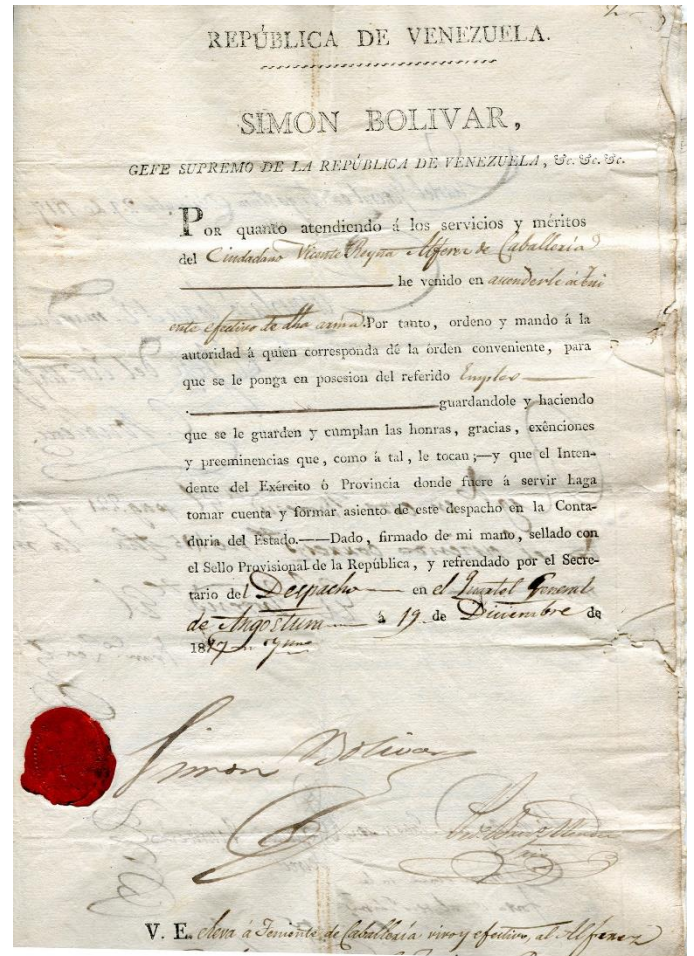 REPÚBLICA DE VENEZUELA.
SIMON BOLIVAR,
GEFE SUPREMO DE LA REPÚBLICA DE VENEZUELA, &c. &c. &c.
POR quanto atendiendo á los servicios y méritos
del Ciudadano Vicente Reyna Alferez de Caballería
he venido en ascenderle á Teni
ente efectivo de dha arma. Por tanto, ordeno y mando á la
autoridad á quien corresponda dé la órden conveniente, para
que se le ponga en posesion del referido Empleo
guardandole y haciendo
que se le guarden y cumplan las honras, gracias, exênciones
y preeminencias que, como á tal, le tocan;—y que el Inten-
dente del Exército ó Provincia donde fuere á servir haga
tomar cuenta y formar asiento de este despacho en la Conta-
duria del Estado.——Dado, firmado de mi mano, sellado con
el Sello Provisional de la República, y refrendado por el Secre-
tario del Despacho en el Quartel General
de Angostura á 19 de Diciembre de
1817
Simon Bolivar
V. E. eleva á Teniente de Caballería vivo y efectivo, al Alferez